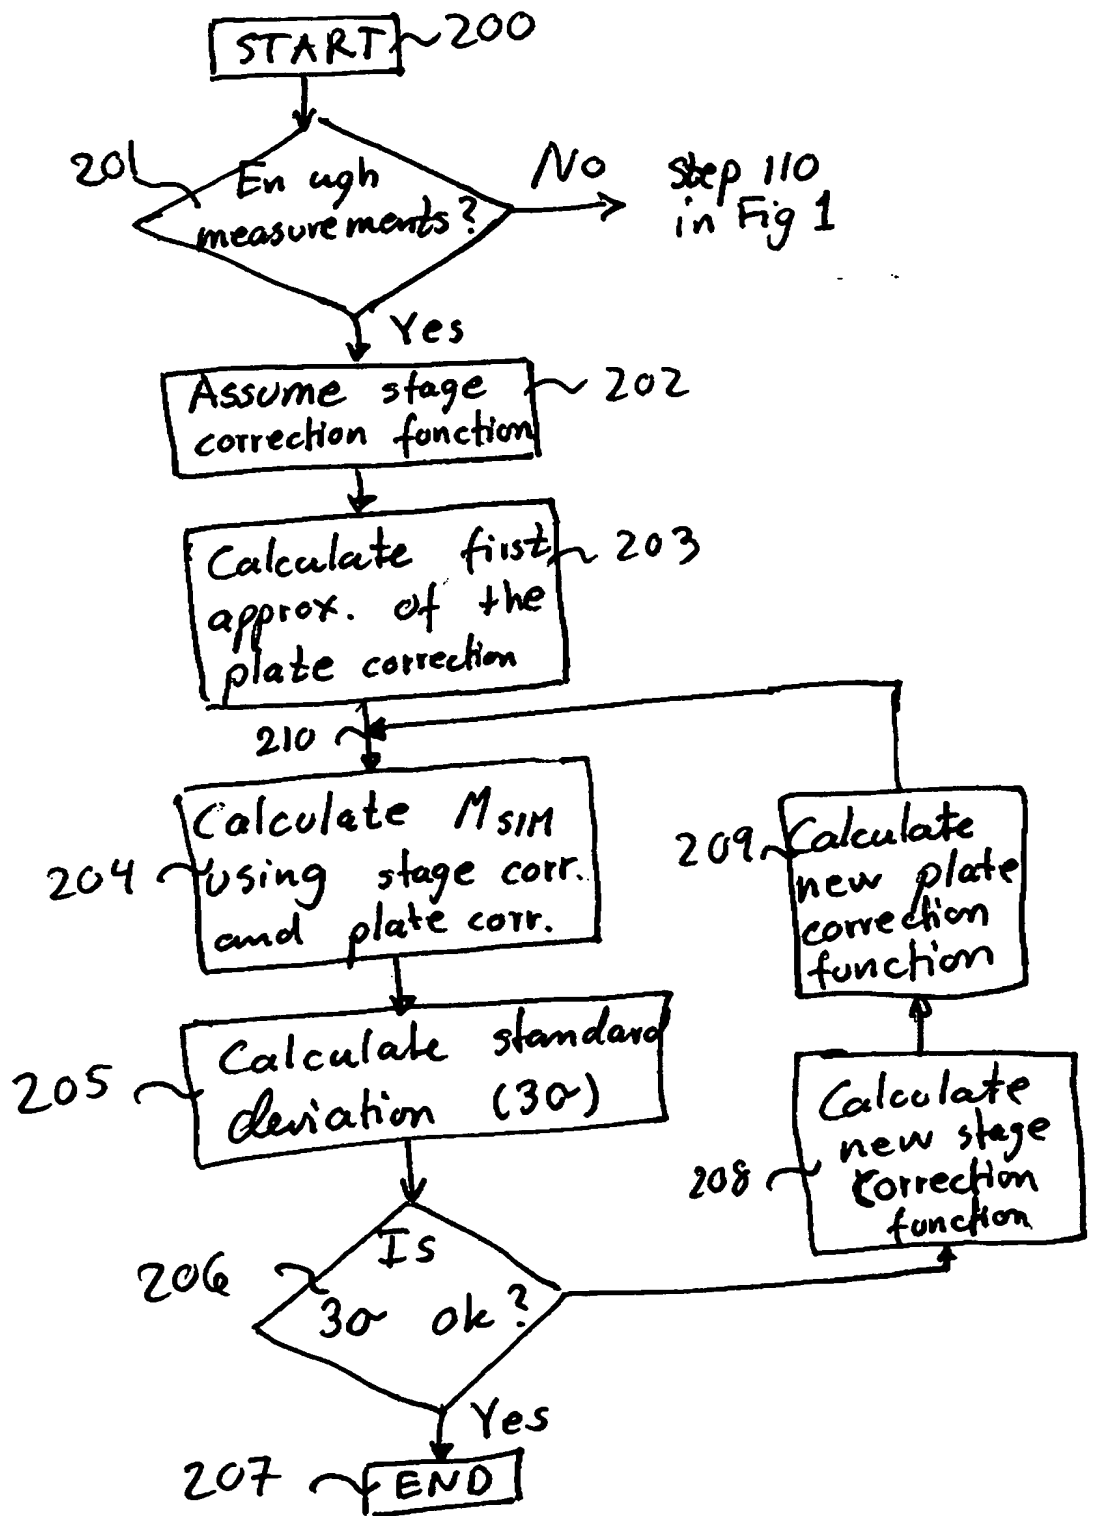 START 200
201
En ugh
measurements?
No
step 110
in Fig 1
Yes
Assume stage
correction function
202
Calculate first
approx. of the
plate correction
203
210
Calculate MSIM
using stage corr.
and plate corr.
204
Calculate standard
deviation (3σ)
205
Is
3σ ok?
206
Yes
207
END
Calculate
new stage
correction
function
208
209
Calculate
new plate
correction
function